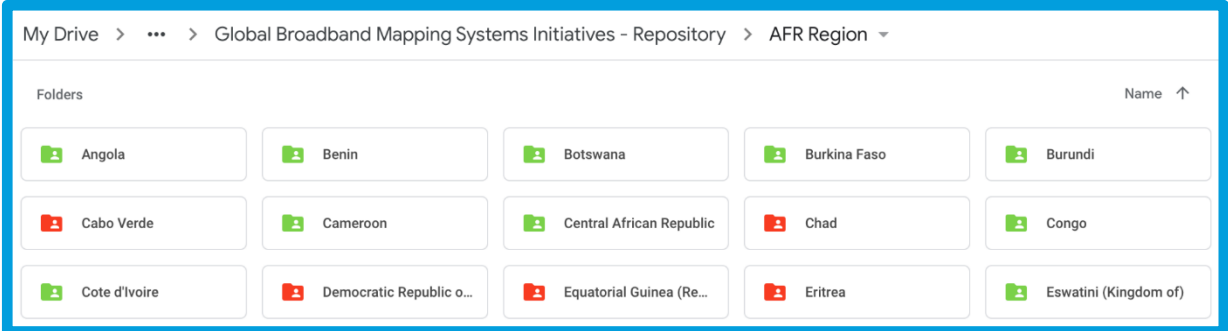 My Drive > ••• > Global Broadband Mapping Systems Initiatives - Repository > AFR Region
Folders Name ↑
Angola Benin Botswana Burkina Faso Burundi
Cabo Verde Cameroon Central African Republic Chad Congo
Cote d'Ivoire Democratic Republic o... Equatorial Guinea (Re... Eritrea Eswatini (Kingdom of)